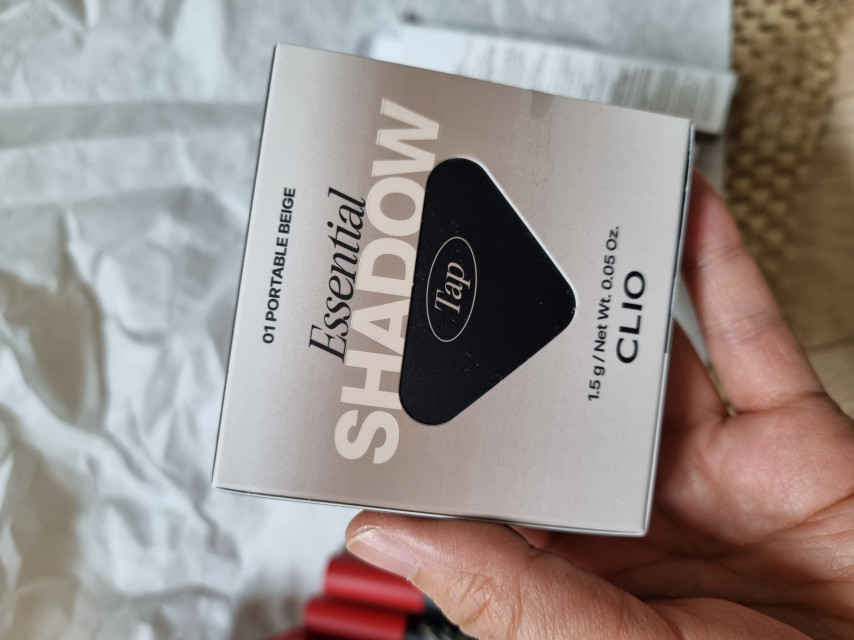 01 PORTABLE BEIGE
Essential
SHADOW
Tap
1.5 g / Net Wt. 0.05 Oz.
CLIO